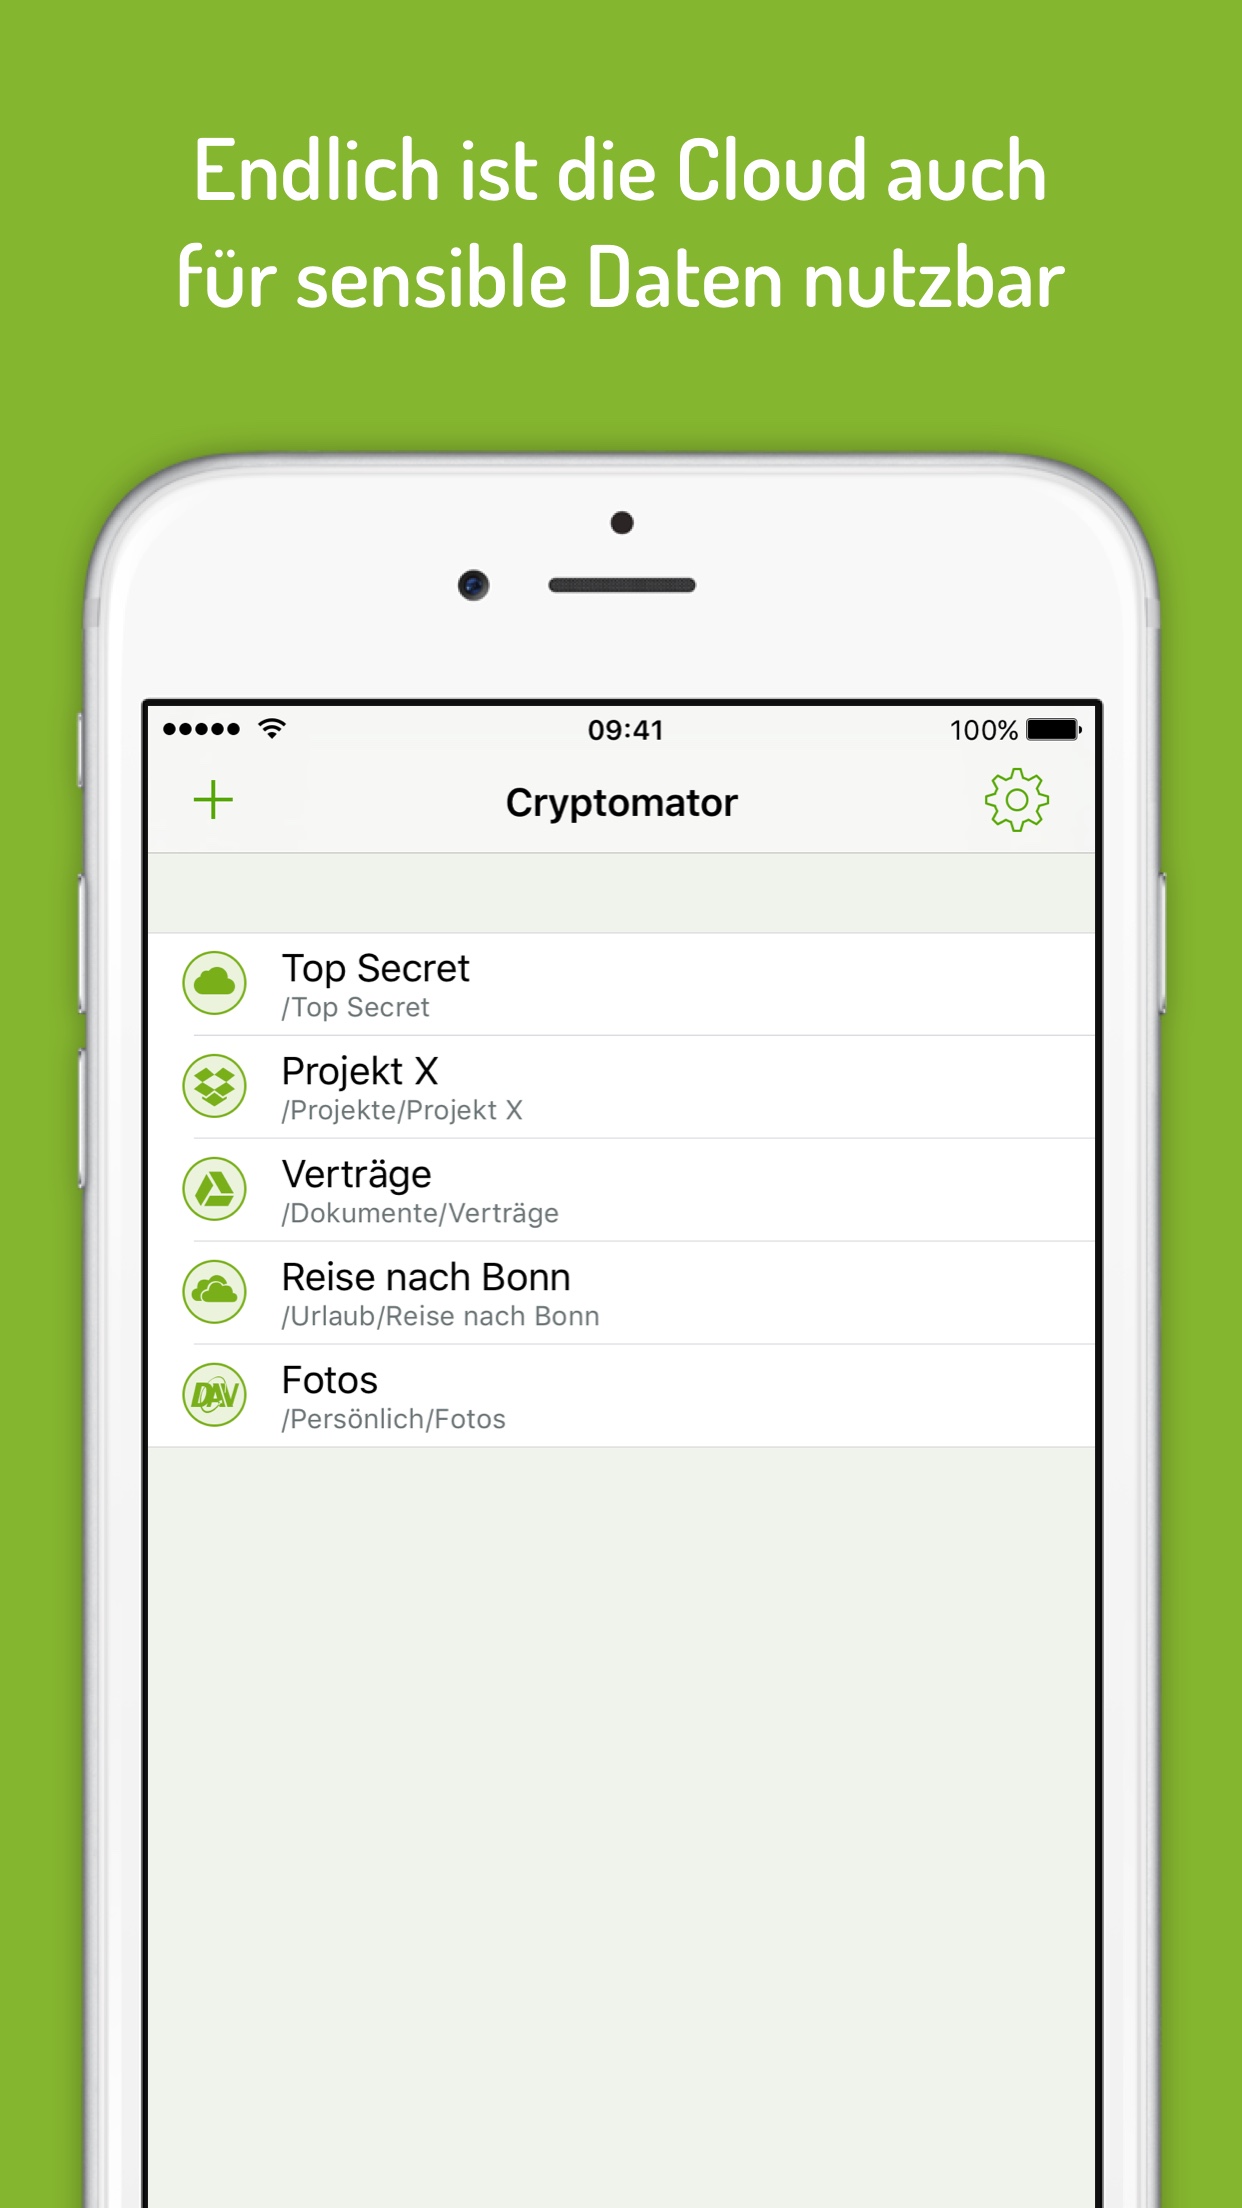 Endlich ist die Cloud auch
für sensible Daten nutzbar
09:41
100%
Cryptomator
Top Secret
/Top Secret
Projekt X
/Projekte/Projekt X
Verträge
/Dokumente/Verträge
Reise nach Bonn
/Urlaub/Reise nach Bonn
DAV
Fotos
/Persönlich/Fotos